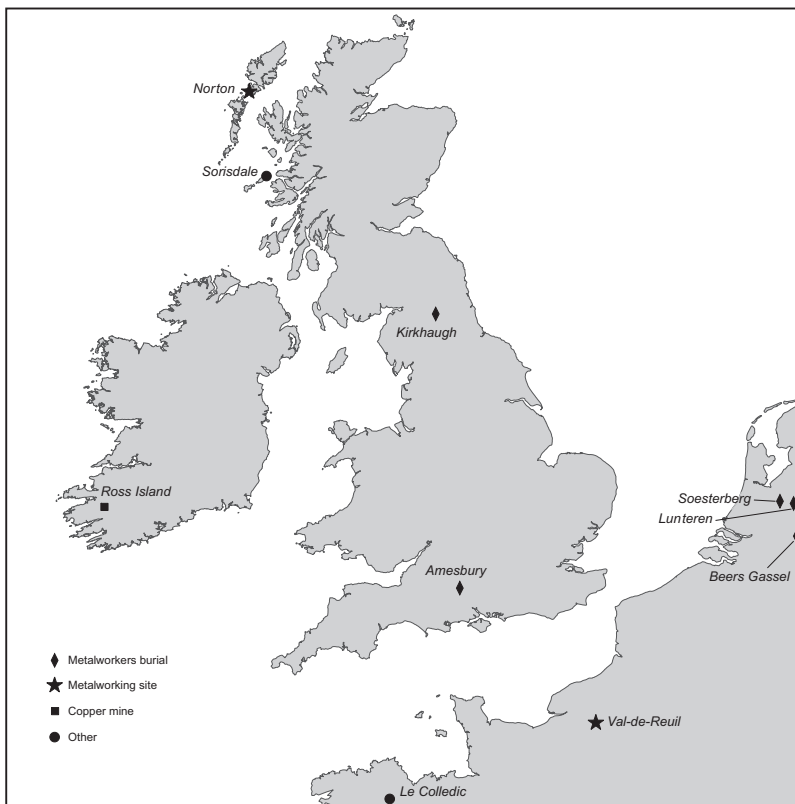 Norton
Sorisdale
Kirkhaugh
Ross Island
Soesterberg
Lunteren
Amesbury
Beers Gassel
Metalworkers burial
Metalworking site
Copper mine
Val-de-Reuil
Other
Le Colledic